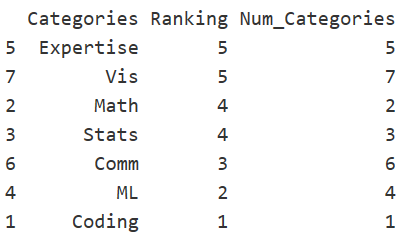 Categories Ranking Num_Categories
5 Expertise 5 5
7 Vis 5 7
2 Math 4 2
3 Stats 4 3
6 Comm 3 6
4 ML 2 4
1 Coding 1 1